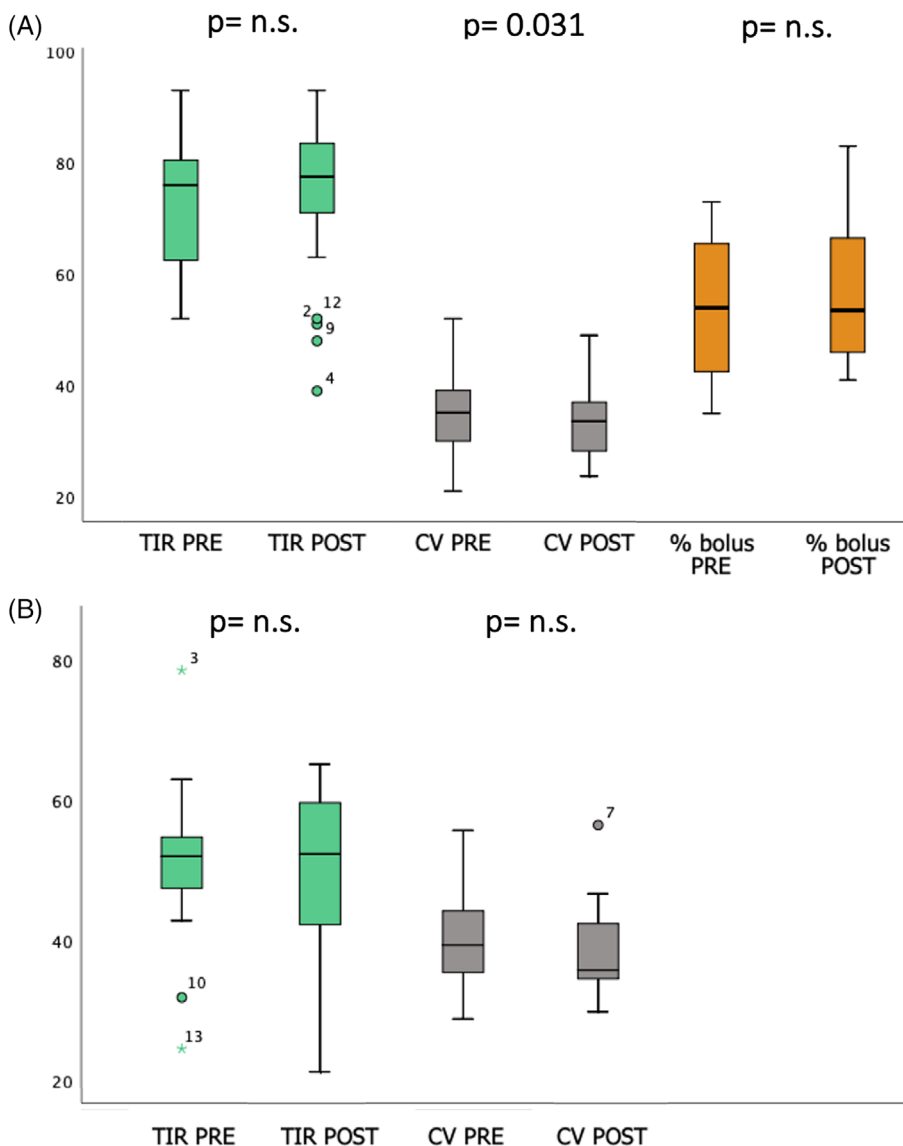 (A)
p= n.s.
p= 0.031
p= n.s.
100
80
60
40
20
2
12
9
4
TIR PRE
TIR POST
CV PRE
CV POST
% bolus
PRE
% bolus
POST
(B)
p= n.s.
p= n.s.
80
60
40
20
3
10
13
7
TIR PRE
TIR POST
CV PRE
CV POST